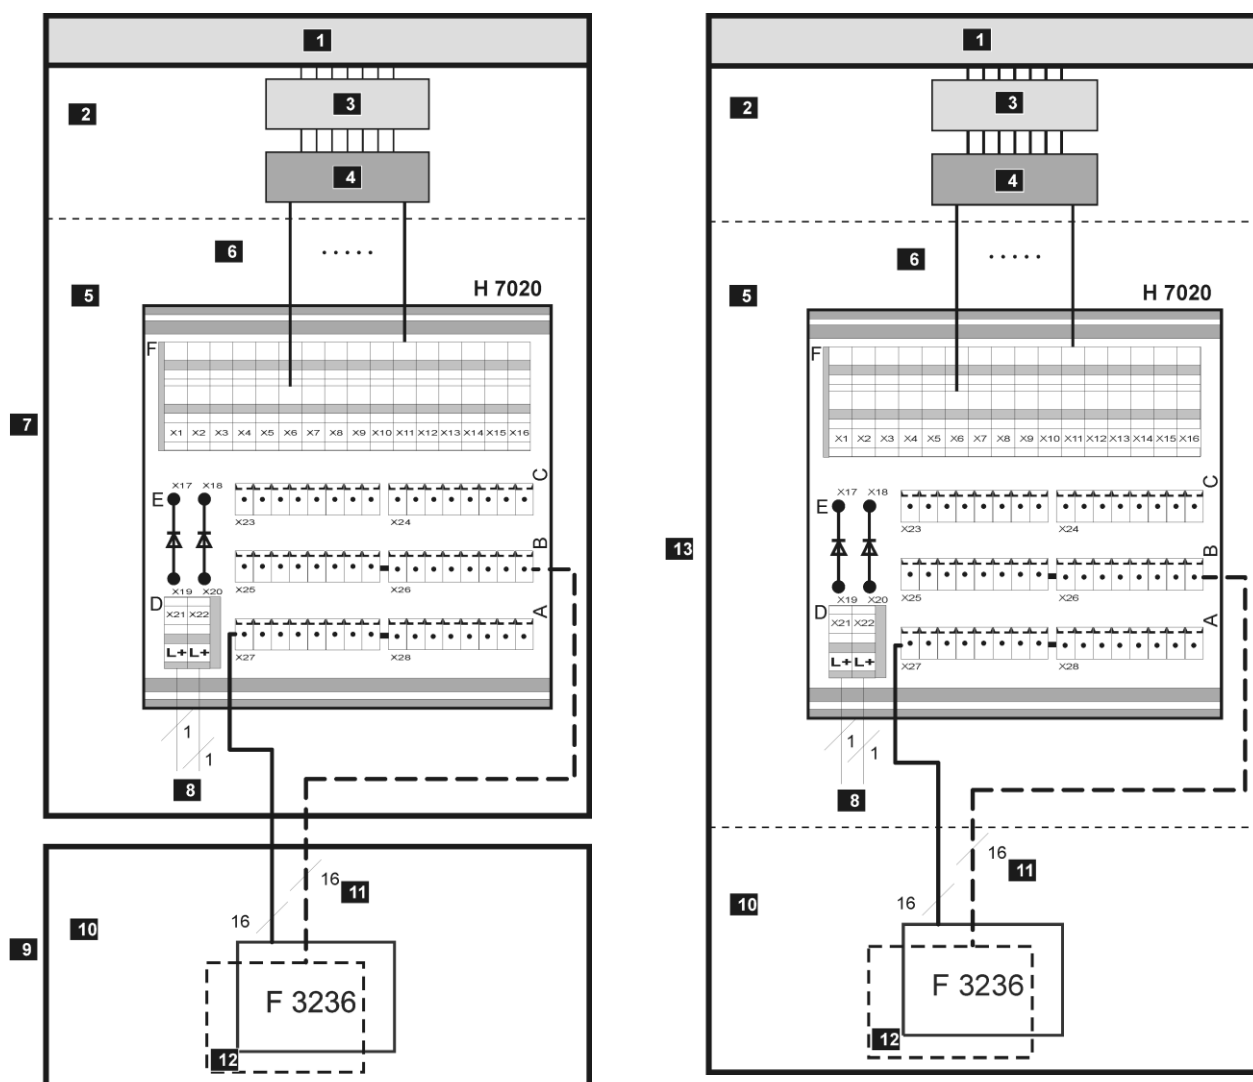 1
2
3
4
6
.....
5
H 7020
F
X1 X2 X3 X4 X5 X6 X7 X8 X9 X10 X11 X12 X13 X14 X15 X16
7
C
E X17 X18
X23 X24
B
X25 X26
X19 X20
D
X21 X22
A
L+ L+
X27 X28
1
1
8
16 11
16
10
9
F 3236
12
1
2
3
4
6
.....
5
H 7020
F
X1 X2 X3 X4 X5 X6 X7 X8 X9 X10 X11 X12 X13 X14 X15 X16
C
E X17 X18
X23 X24
13
B
X25 X26
X19 X20
D
X21 X22
A
L+ L+
X27 X28
1
1
8
16 11
16
10
F 3236
12